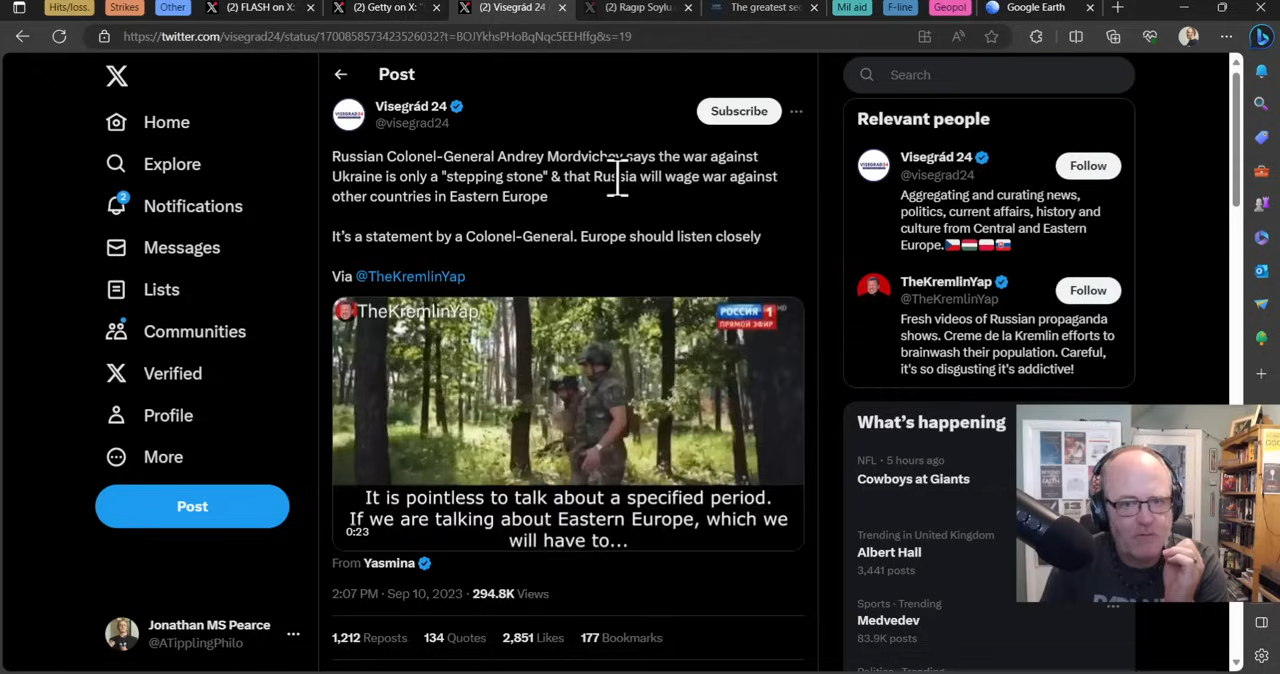 Hits/loss.
Strikes
Other
(2) FLASH on X:
(2) Getty on X: "
(2) Visegrád 24
(2) Ragıp Soylu
The greatest se
Mil aid
F-line
Geopol
Google Earth
https://twitter.com/visegrad24/status/1700858573423526032?t=BOJYkhsPHoBqNqc5EEHffg&s=19
Home
Explore
2
Notifications
Messages
Lists
Communities
Verified
Profile
More
Post
Jonathan MS Pearce
@ATipplingPhilo
Post
Visegrád 24
@visegrad24
Subscribe
Russian Colonel-General Andrey Mordvichev says the war against
Ukraine is only a "stepping stone" & that Russia will wage war against
other countries in Eastern Europe
It's a statement by a Colonel-General. Europe should listen closely
Via @TheKremlinYap
TheKremlinYap
РОССИЯ 1
HD
ПРЯМОЙ ЭФИР
It is pointless to talk about a specified period.
If we are talking about Eastern Europe, which we
will have to...
0:23
From Yasmina
2:07 PM · Sep 10, 2023 · 294.8K Views
1,212 Reposts 134 Quotes 2,851 Likes 177 Bookmarks
Search
Relevant people
Visegrád 24
@visegrad24
Follow
Aggregating and curating news,
politics, current affairs, history and
culture from Central and Eastern
Europe.
TheKremlinYap
@TheKremlinYap
Follow
Fresh videos of Russian propaganda
shows. Creme de la Kremlin efforts to
brainwash their population. Careful,
it's so disgusting it's addictive!
What's happening
NFL · 5 hours ago
Cowboys at Giants
Trending in United Kingdom
Albert Hall
3,441 posts
Sports · Trending
Medvedev
83.9K posts
Politics · Trending